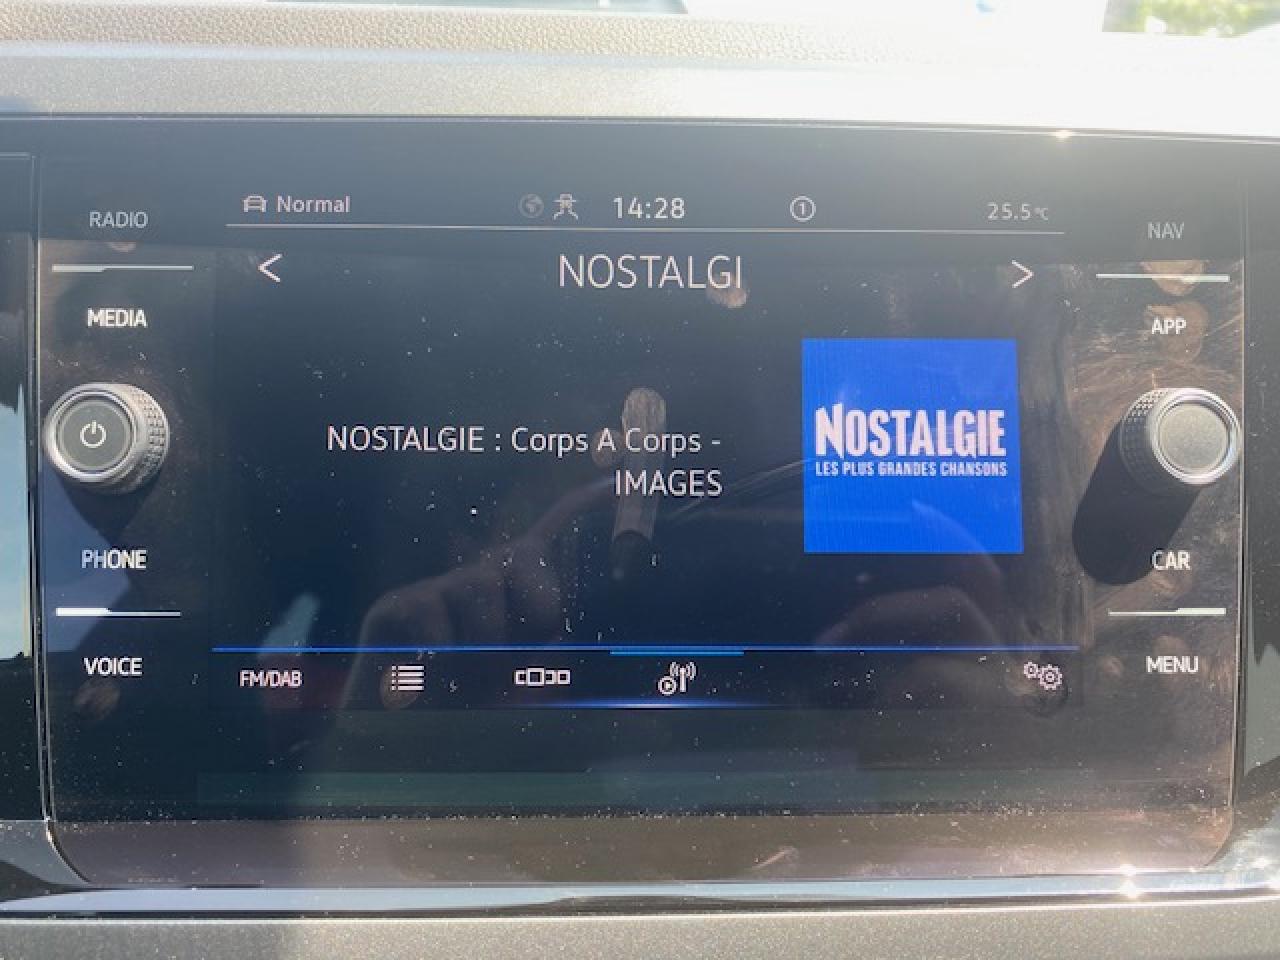 RADIO
MEDIA
PHONE
VOICE
Normal
14:28
1
25.5°C
< NOSTALGI >
NOSTALGIE : Corps A Corps -
IMAGES
NOSTALGIE
LES PLUS GRANDES CHANSONS
FM/DAB
NAV
APP
CAR
MENU